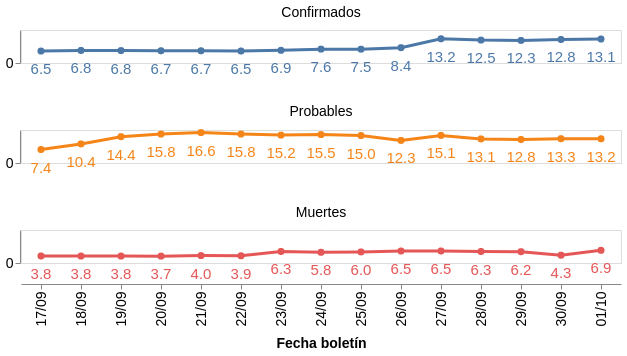 Confirmados
0
6.5 6.8 6.8 6.7 6.7 6.5 6.9 7.6 7.5 8.4 13.2 12.5 12.3 12.8 13.1
Probables
0
7.4 10.4 14.4 15.8 16.6 15.8 15.2 15.5 15.0 12.3 15.1 13.1 12.8 13.3 13.2
Muertes
0
3.8 3.8 3.8 3.7 4.0 3.9 6.3 5.8 6.0 6.5 6.5 6.3 6.2 4.3 6.9
17/09 18/09 19/09 20/09 21/09 22/09 23/09 24/09 25/09 26/09 27/09 28/09 29/09 30/09 01/10
Fecha boletín